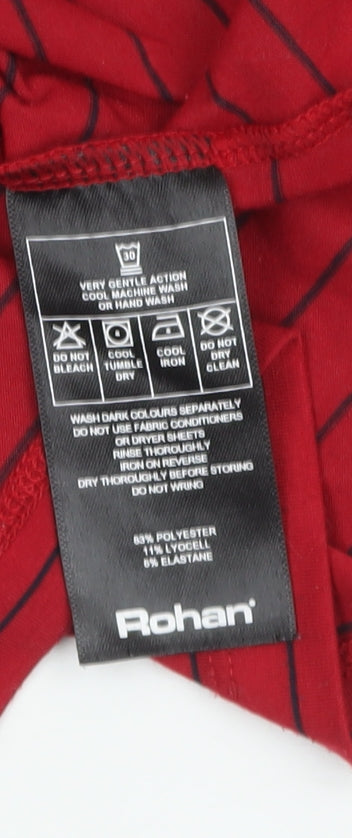 30
VERY GENTLE ACTION
COOL MACHINE WASH
OR HAND WASH
DO NOT
BLEACH
COOL
TUMBLE
DRY
COOL
IRON
DO NOT
DRY
CLEAN
WASH DARK COLOURS SEPARATELY
DO NOT USE FABRIC CONDITIONERS
OR DRYER SHEETS
RINSE THOROUGHLY
IRON ON REVERSE
DRY THOROUGHLY BEFORE STORING
DO NOT WRING
83% POLYESTER
11% LYOCELL
6% ELASTANE
Rohan